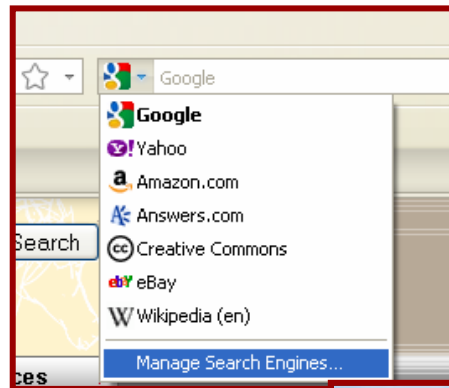 Google
Google
Yahoo
Amazon.com
Answers.com
Search
Creative Commons
eBay
Wikipedia (en)
Manage Search Engines...
ces